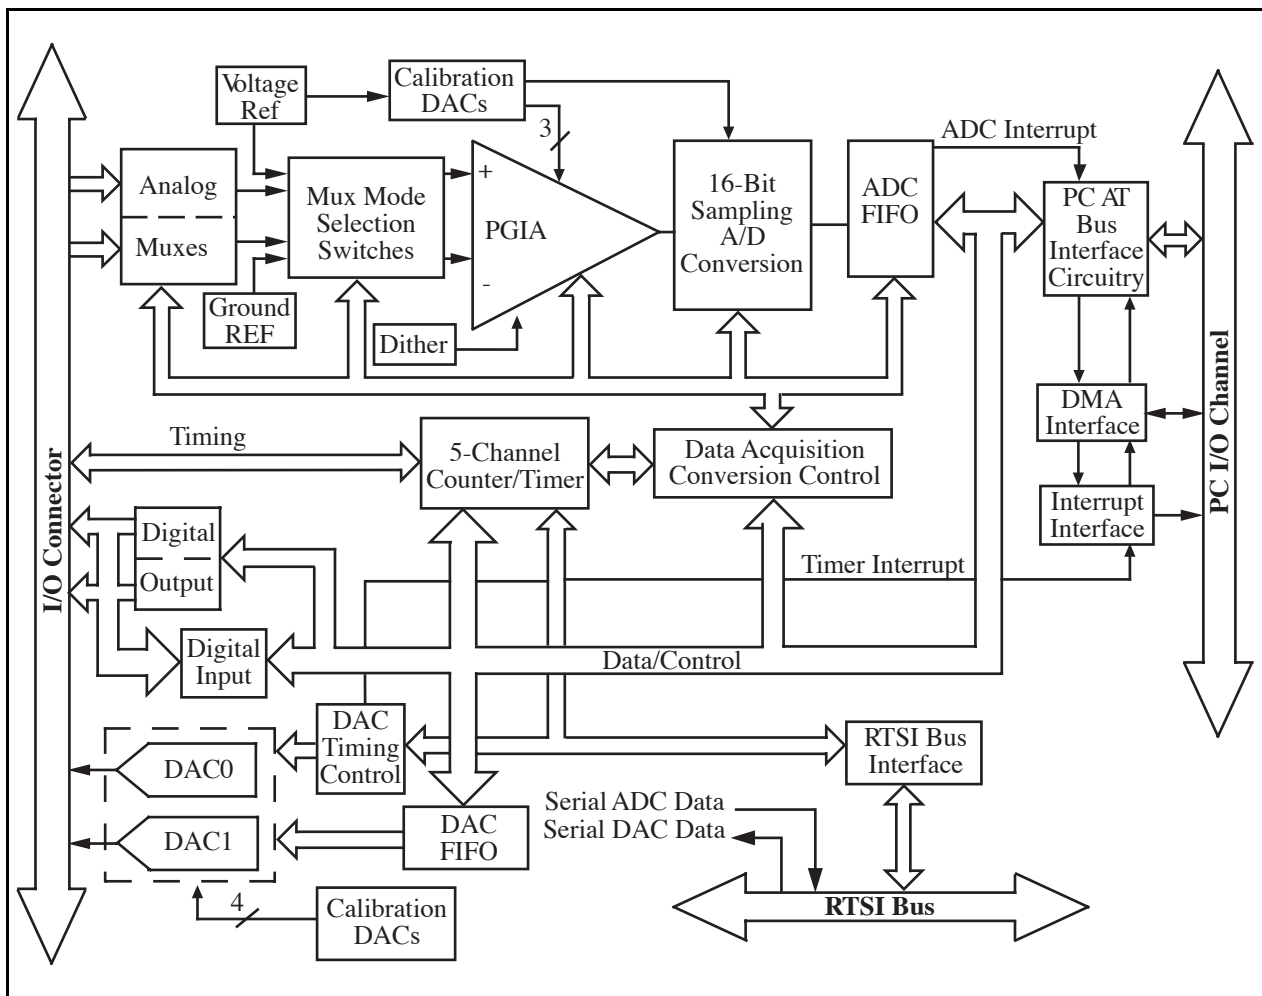 Voltage
Ref
Calibration
DACs
3
ADC Interrupt
Analog
Muxes
Mux Mode
Selection
Switches
+
PGIA
-
16-Bit
Sampling
A/D
Conversion
ADC
FIFO
PC AT
Bus
Interface
Circuitry
Ground
REF
Dither
DMA
Interface
PC I/O Channel
Timing
5-Channel
Counter/Timer
Data Acquisition
Conversion Control
Interrupt
Interface
I/O Connector
Digital
Output
Timer Interrupt
Digital
Input
Data/Control
DAC
Timing
Control
RTSI Bus
Interface
DAC0
DAC1
DAC
FIFO
Serial ADC Data
Serial DAC Data
4
Calibration
DACs
RTSI Bus